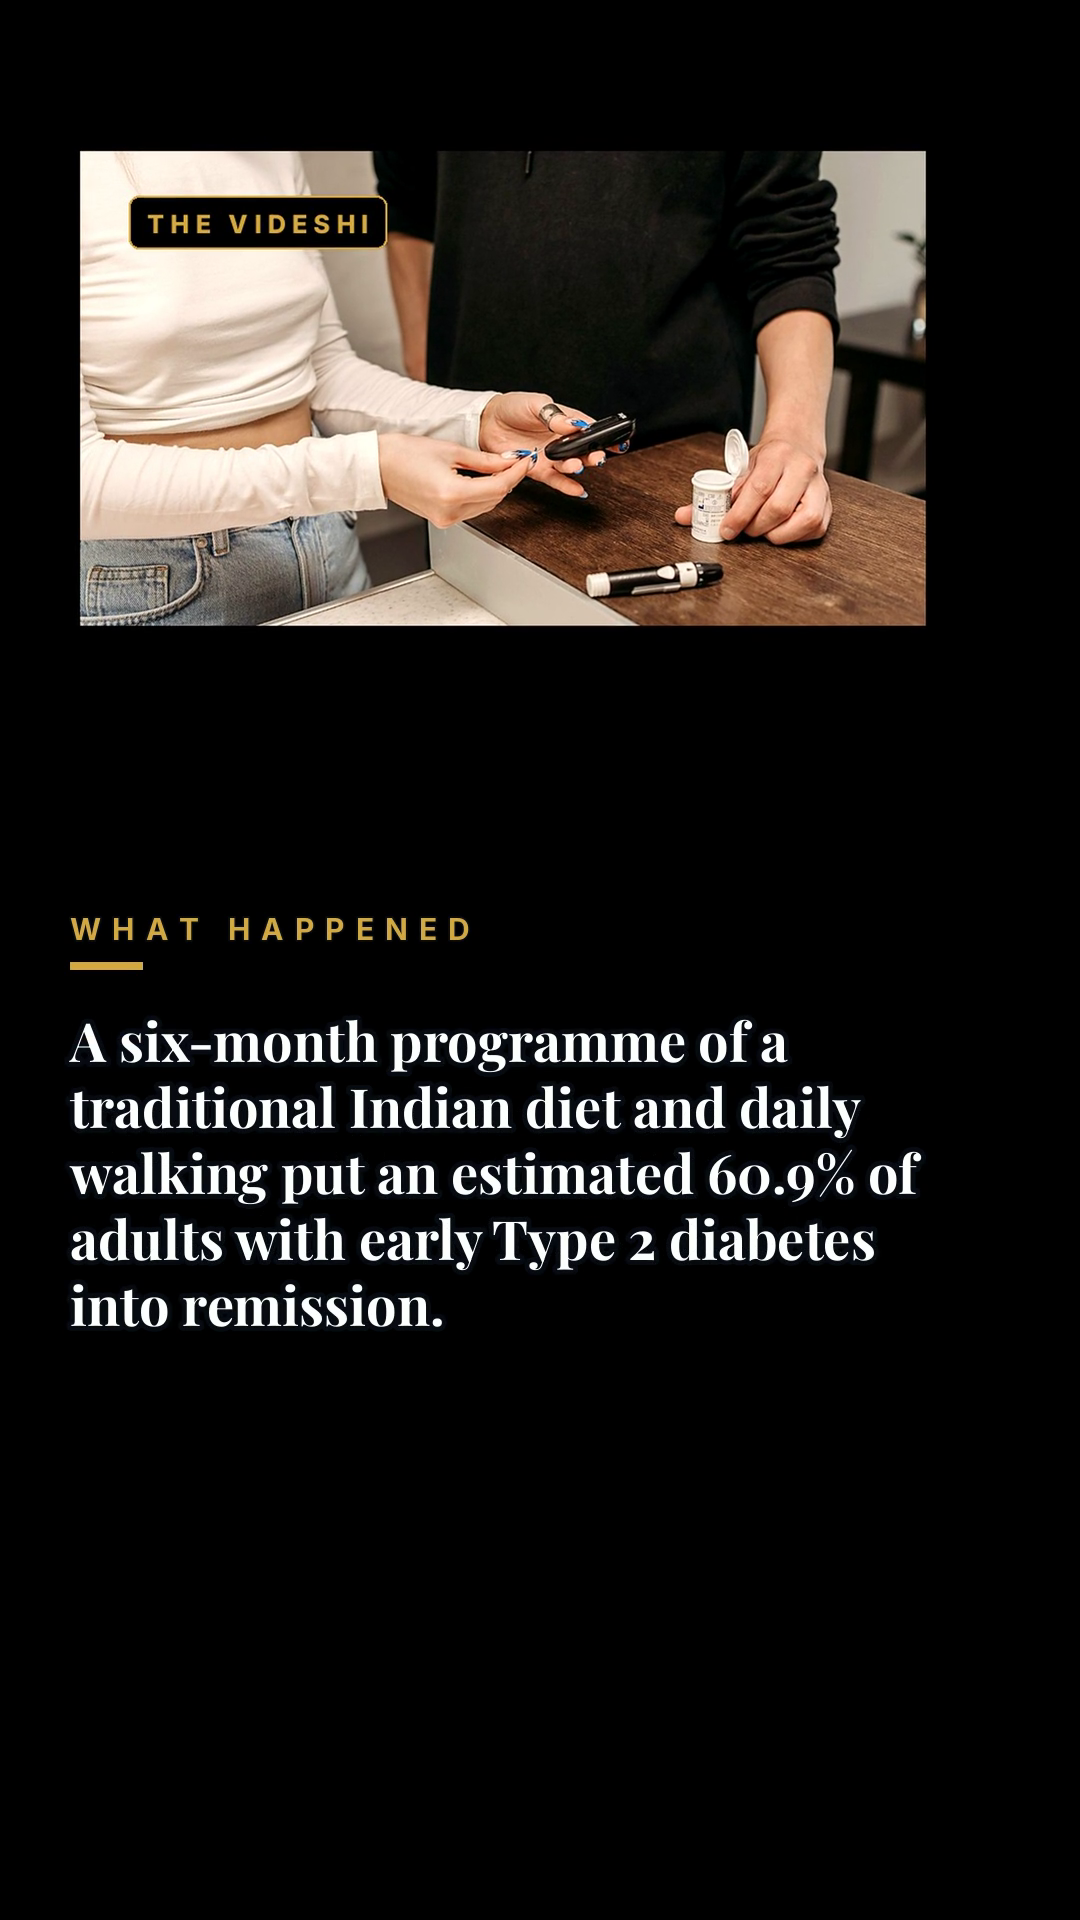 THE VIDESHI
WHAT HAPPENED
A six-month programme of a
traditional Indian diet and daily
walking put an estimated 60.9% of
adults with early Type 2 diabetes
into remission.